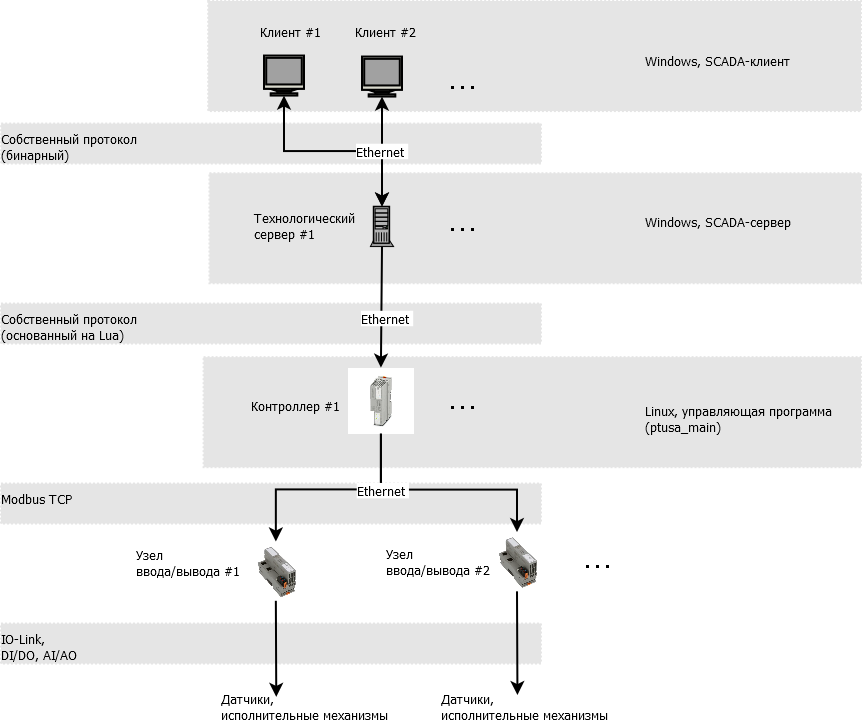 Клиент #1
Клиент #2
Windows, SCADA-клиент
...
Собственный протокол
(бинарный)
Ethernet
Технологический
сервер #1
...
Windows, SCADA-сервер
Собственный протокол
(основанный на Lua)
Ethernet
Контроллер #1
...
Linux, управляющая программа
(ptusa_main)
Modbus TCP
Ethernet
Узел
ввода/вывода #1
Узел
ввода/вывода #2
...
IO-Link,
DI/DO, AI/AO
Датчики,
исполнительные механизмы
Датчики,
исполнительные механизмы